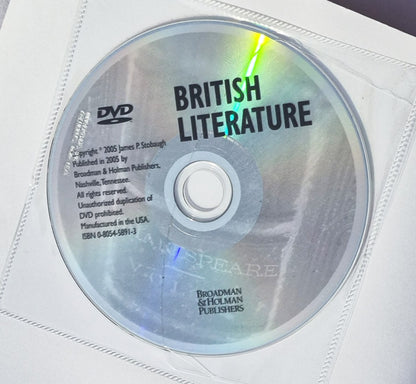 BRITISH
LITERATURE
DVD
Copyright © 2005 James P. Stobaugh
Published in 2005 by
Broadman & Holman Publishers,
Nashville, Tennessee.
All rights reserved.
Unauthorized duplication of
DVD prohibited.
Manufactured in the USA.
ISBN 0-8054-5891-3
BROADMAN
& HOLMAN
PUBLISHERS